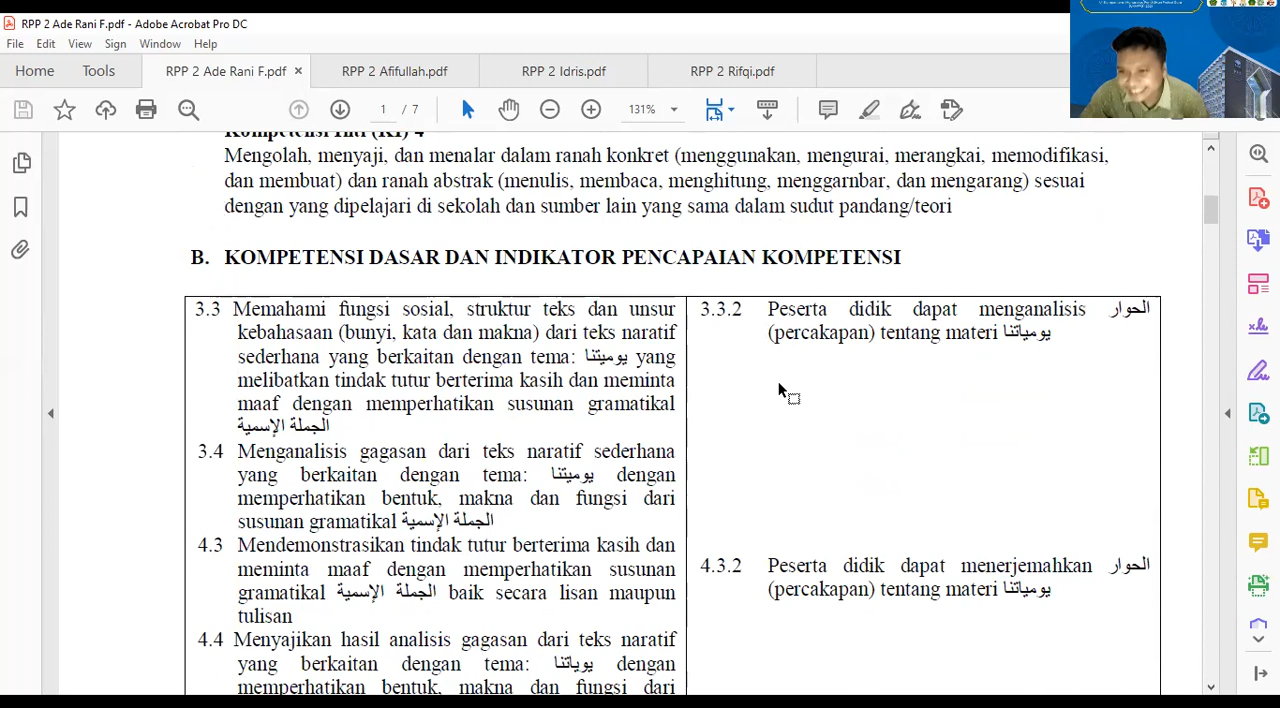 RPP 2 Ade Rani F.pdf - Adobe Acrobat Pro DC
File Edit View Sign Window Help
Home Tools RPP 2 Ade Rani F.pdf × RPP 2 Afifullah.pdf RPP 2 Idris.pdf RPP 2 Rifqi.pdf
1 / 7 131%
Kompetensi Inti (KI) 4
Mengolah, menyaji, dan menalar dalam ranah konkret (menggunakan, mengurai, merangkai, memodifikasi,
dan membuat) dan ranah abstrak (menulis, membaca, menghitung, menggarnbar, dan mengarang) sesuai
dengan yang dipelajari di sekolah dan sumber lain yang sama dalam sudut pandang/teori
B. KOMPETENSI DASAR DAN INDIKATOR PENCAPAIAN KOMPETENSI
3.3 Memahami fungsi sosial, struktur teks dan unsur
kebahasaan (bunyi, kata dan makna) dari teks naratif
sederhana yang berkaitan dengan tema: يوميتنا yang
melibatkan tindak tutur berterima kasih dan meminta
maaf dengan memperhatikan susunan gramatikal
الجملة الإسمية
3.4 Menganalisis gagasan dari teks naratif sederhana
yang berkaitan dengan tema: يوميتنا dengan
memperhatikan bentuk, makna dan fungsi dari
susunan gramatikal الجملة الإسمية
4.3 Mendemonstrasikan tindak tutur berterima kasih dan
meminta maaf dengan memperhatikan susunan
gramatikal الجملة الإسمية baik secara lisan maupun
tulisan
4.4 Menyajikan hasil analisis gagasan dari teks naratif
yang berkaitan dengan tema: يوياتنا dengan
memperhatikan bentuk, makna dan fungsi dari
3.3.2 Peserta didik dapat menganalisis الحوار
(percakapan) tentang materi يومياتنا
4.3.2 Peserta didik dapat menerjemahkan الحوار
(percakapan) tentang materi يومياتنا